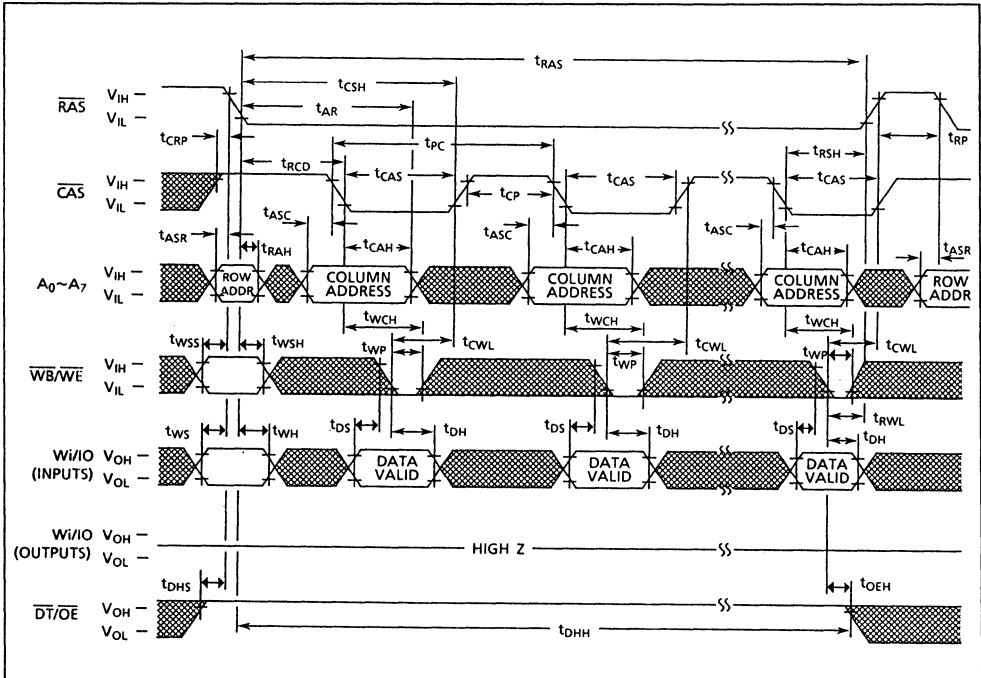 tRAS
tCSH
tAR
RAS VIH
VIL
tCRP tRCD tPC tRSH tRP
CAS VIH
VIL
tCAS tCP tCAS tCAS
tASC tASC tASC
tASR tRAH tCAH tCAH tCAH tASR
A0~A7 VIH
VIL
ROW ADDR
COLUMN ADDRESS
COLUMN ADDRESS
COLUMN ADDRESS
ROW ADDR
tWCH tWCH tWCH
tWSS tWSH tWP tCWL tWP tCWL tWP tCWL
WB/WE VIH
VIL
tRWL
tWS tWH tDS tDH tDS tDH tDS tDH
Wi/IO (INPUTS) VOH
VOL
DATA VALID
DATA VALID
DATA VALID
Wi/IO (OUTPUTS) VOH
VOL
HIGH Z
tDHS tOEH
DT/OE VOH
VOL
tDHH